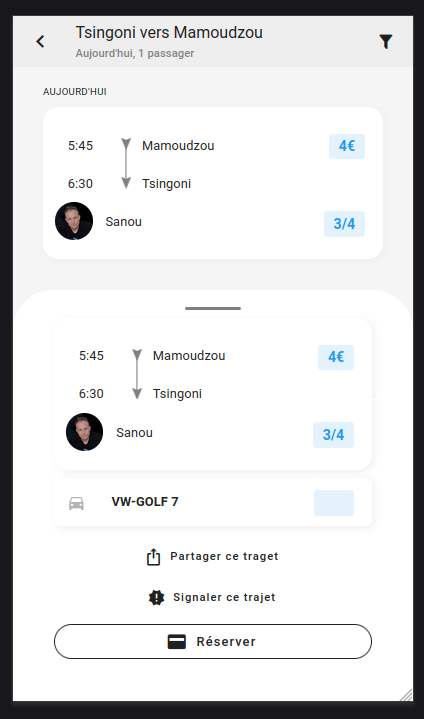 Tsingoni vers Mamoudzou
Aujourd'hui, 1 passager
AUJOURD'HUI
5:45 Mamoudzou 4€
6:30 Tsingoni
Sanou 3/4
5:45 Mamoudzou 4€
6:30 Tsingoni
Sanou 3/4
VW-GOLF 7
Partager ce traget
Signaler ce trajet
Réserver